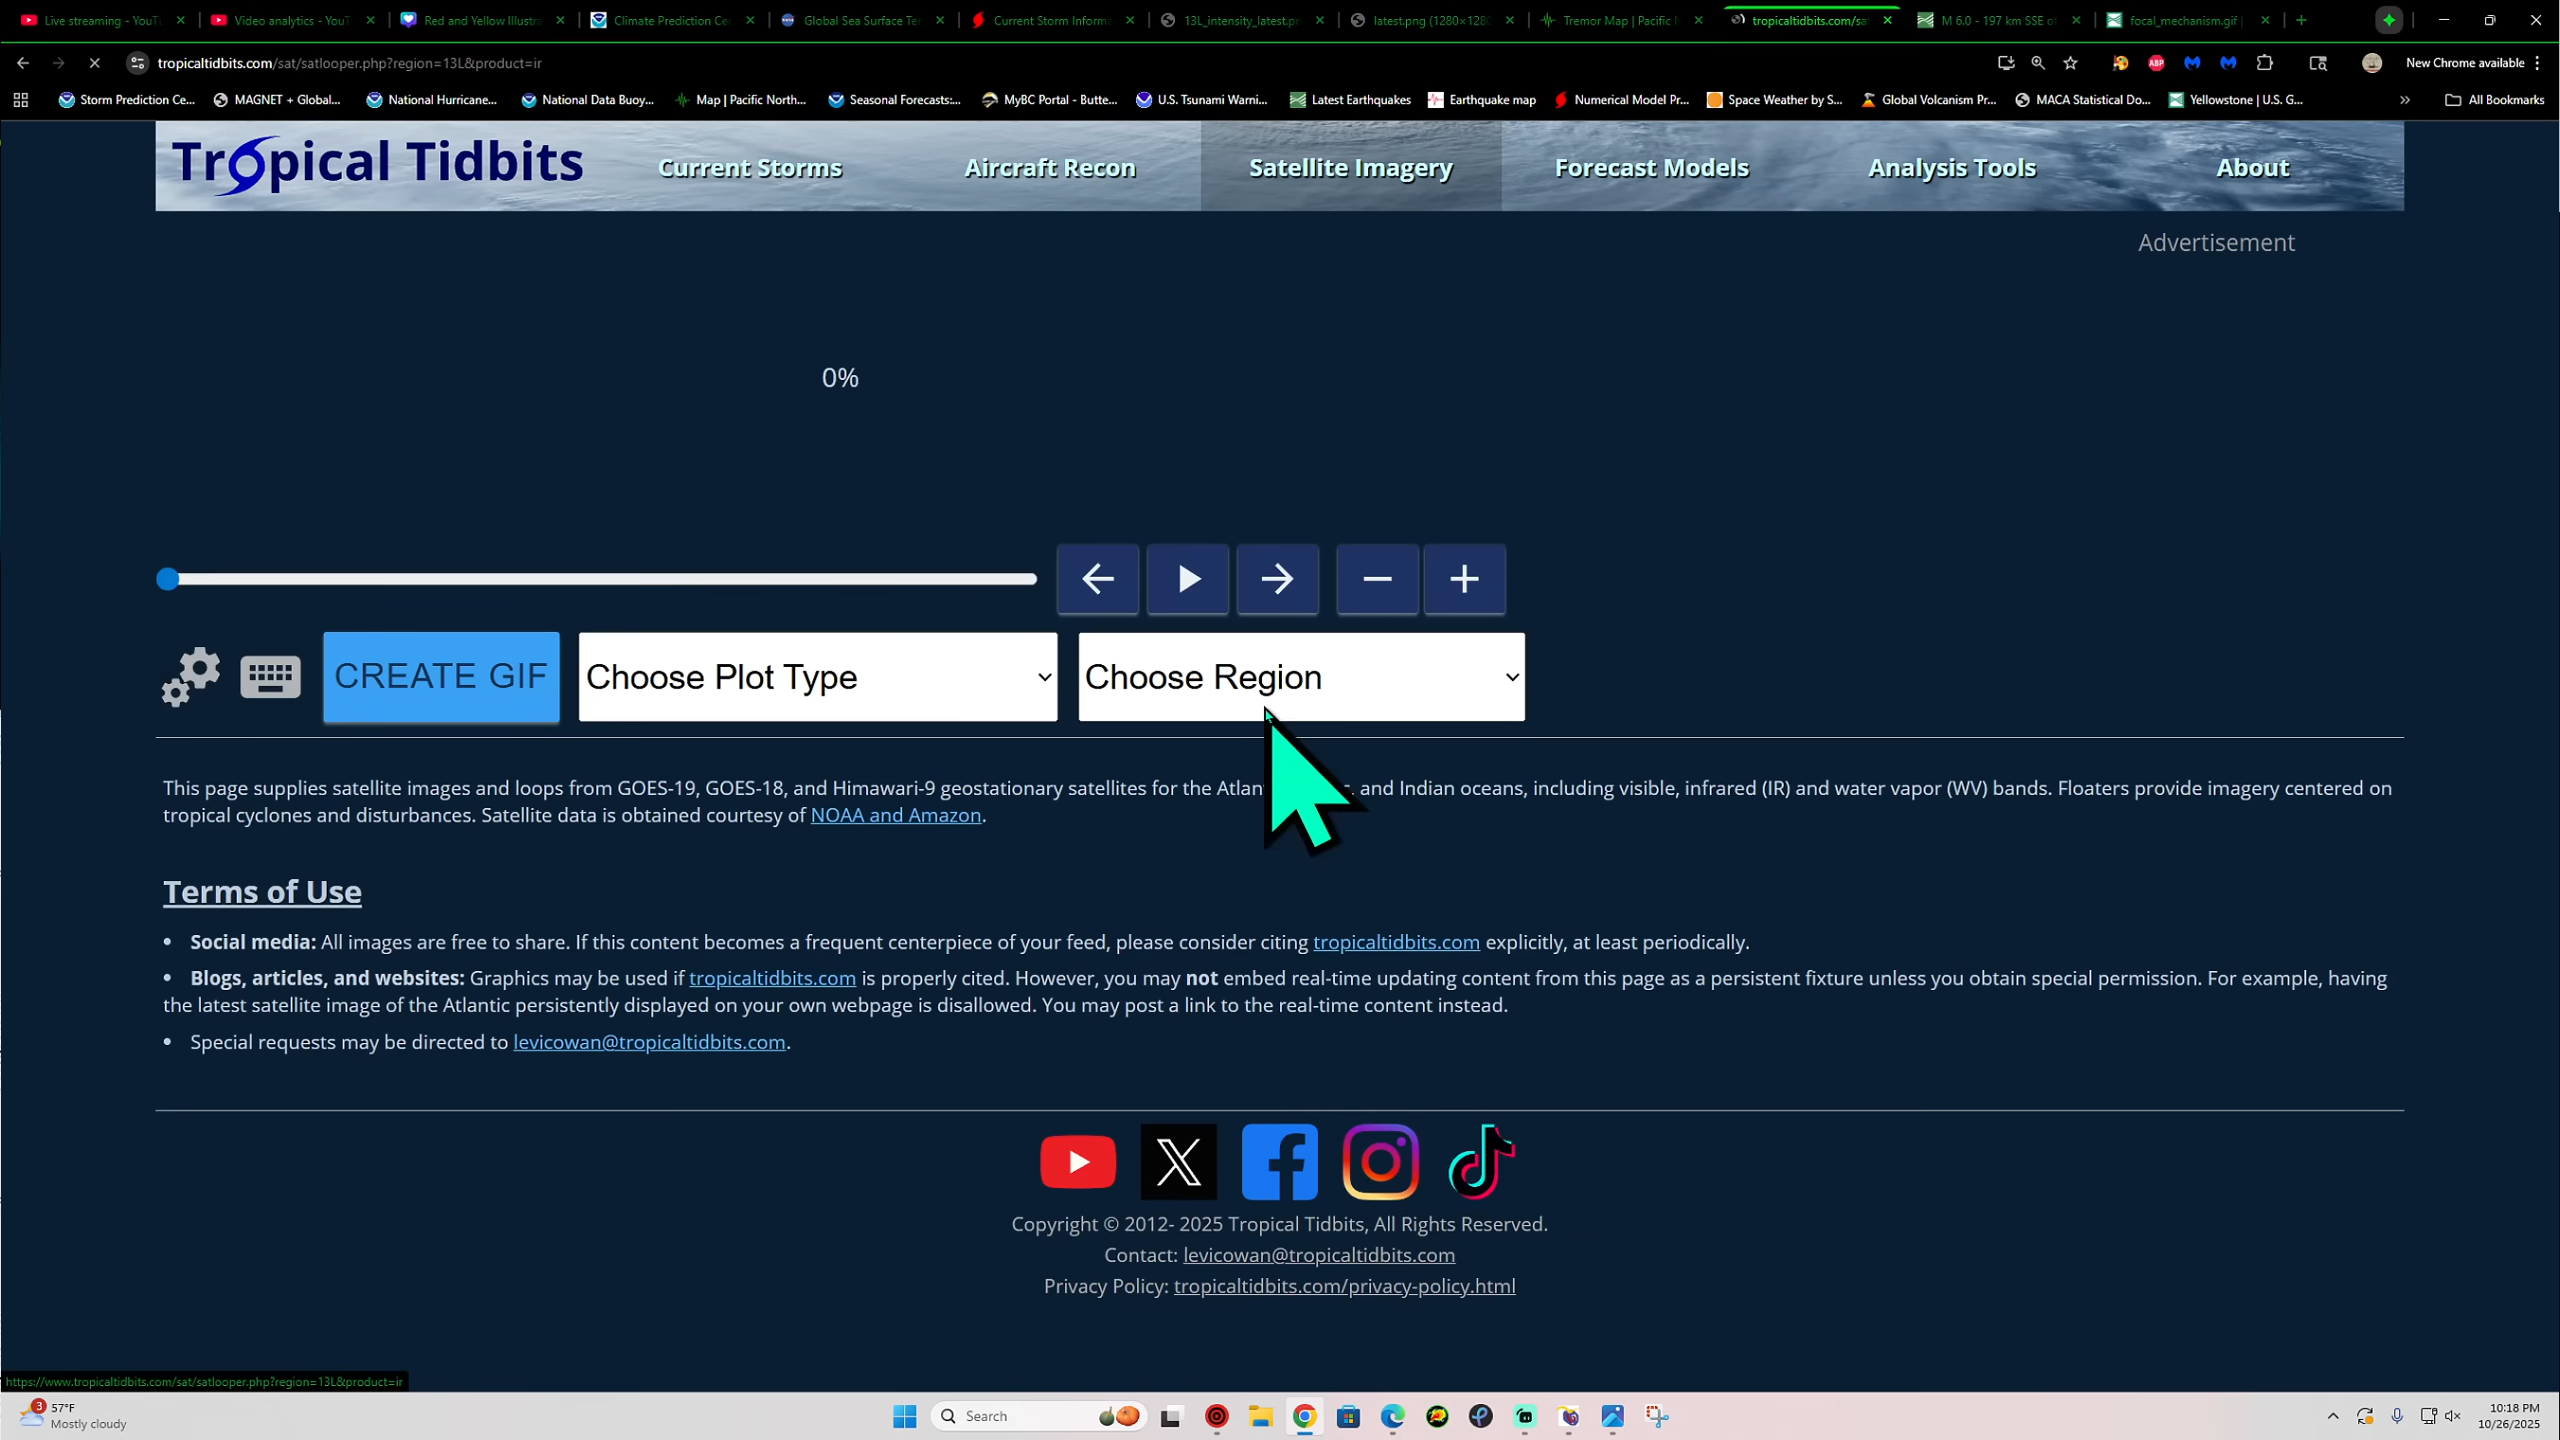 Live streaming - YouTu
Video analytics - YouT
Red and Yellow Illustra
Climate Prediction Ce
Global Sea Surface Te
Current Storm Informa
13L_intensity_latest.p
latest.png (1280×128
Tremor Map | Pacific N
tropicaltidbits.com/sa
M 6.0 - 197 km SSE o
focal_mechanism.gif
tropicaltidbits.com/sat/satlooper.php?region=13L&product=ir
ABP
New Chrome available
Storm Prediction Ce...
MAGNET + Global...
National Hurricane...
National Data Buoy...
Map | Pacific North...
Seasonal Forecasts:...
MyBC Portal - Butte...
U.S. Tsunami Warni...
Latest Earthquakes
Earthquake map
Numerical Model Pr...
Space Weather by S...
Global Volcanism Pr...
MACA Statistical Do...
Yellowstone | U.S. G...
All Bookmarks
Tropical Tidbits
Current Storms
Aircraft Recon
Satellite Imagery
Forecast Models
Analysis Tools
About
Advertisement
0%
CREATE GIF
Choose Plot Type
Choose Region
This page supplies satellite images and loops from GOES-19, GOES-18, and Himawari-9 geostationary satellites for the Atlan and Indian oceans, including visible, infrared (IR) and water vapor (WV) bands. Floaters provide imagery centered on
tropical cyclones and disturbances. Satellite data is obtained courtesy of NOAA and Amazon.
Terms of Use
• Social media: All images are free to share. If this content becomes a frequent centerpiece of your feed, please consider citing tropicaltidbits.com explicitly, at least periodically.
• Blogs, articles, and websites: Graphics may be used if tropicaltidbits.com is properly cited. However, you may not embed real-time updating content from this page as a persistent fixture unless you obtain special permission. For example, having
the latest satellite image of the Atlantic persistently displayed on your own webpage is disallowed. You may post a link to the real-time content instead.
• Special requests may be directed to levicowan@tropicaltidbits.com.
Copyright © 2012- 2025 Tropical Tidbits, All Rights Reserved.
Contact: levicowan@tropicaltidbits.com
Privacy Policy: tropicaltidbits.com/privacy-policy.html
https://www.tropicaltidbits.com/sat/satlooper.php?region=13L&product=ir
3
57°F
Mostly cloudy
Search
10:18 PM
10/26/2025